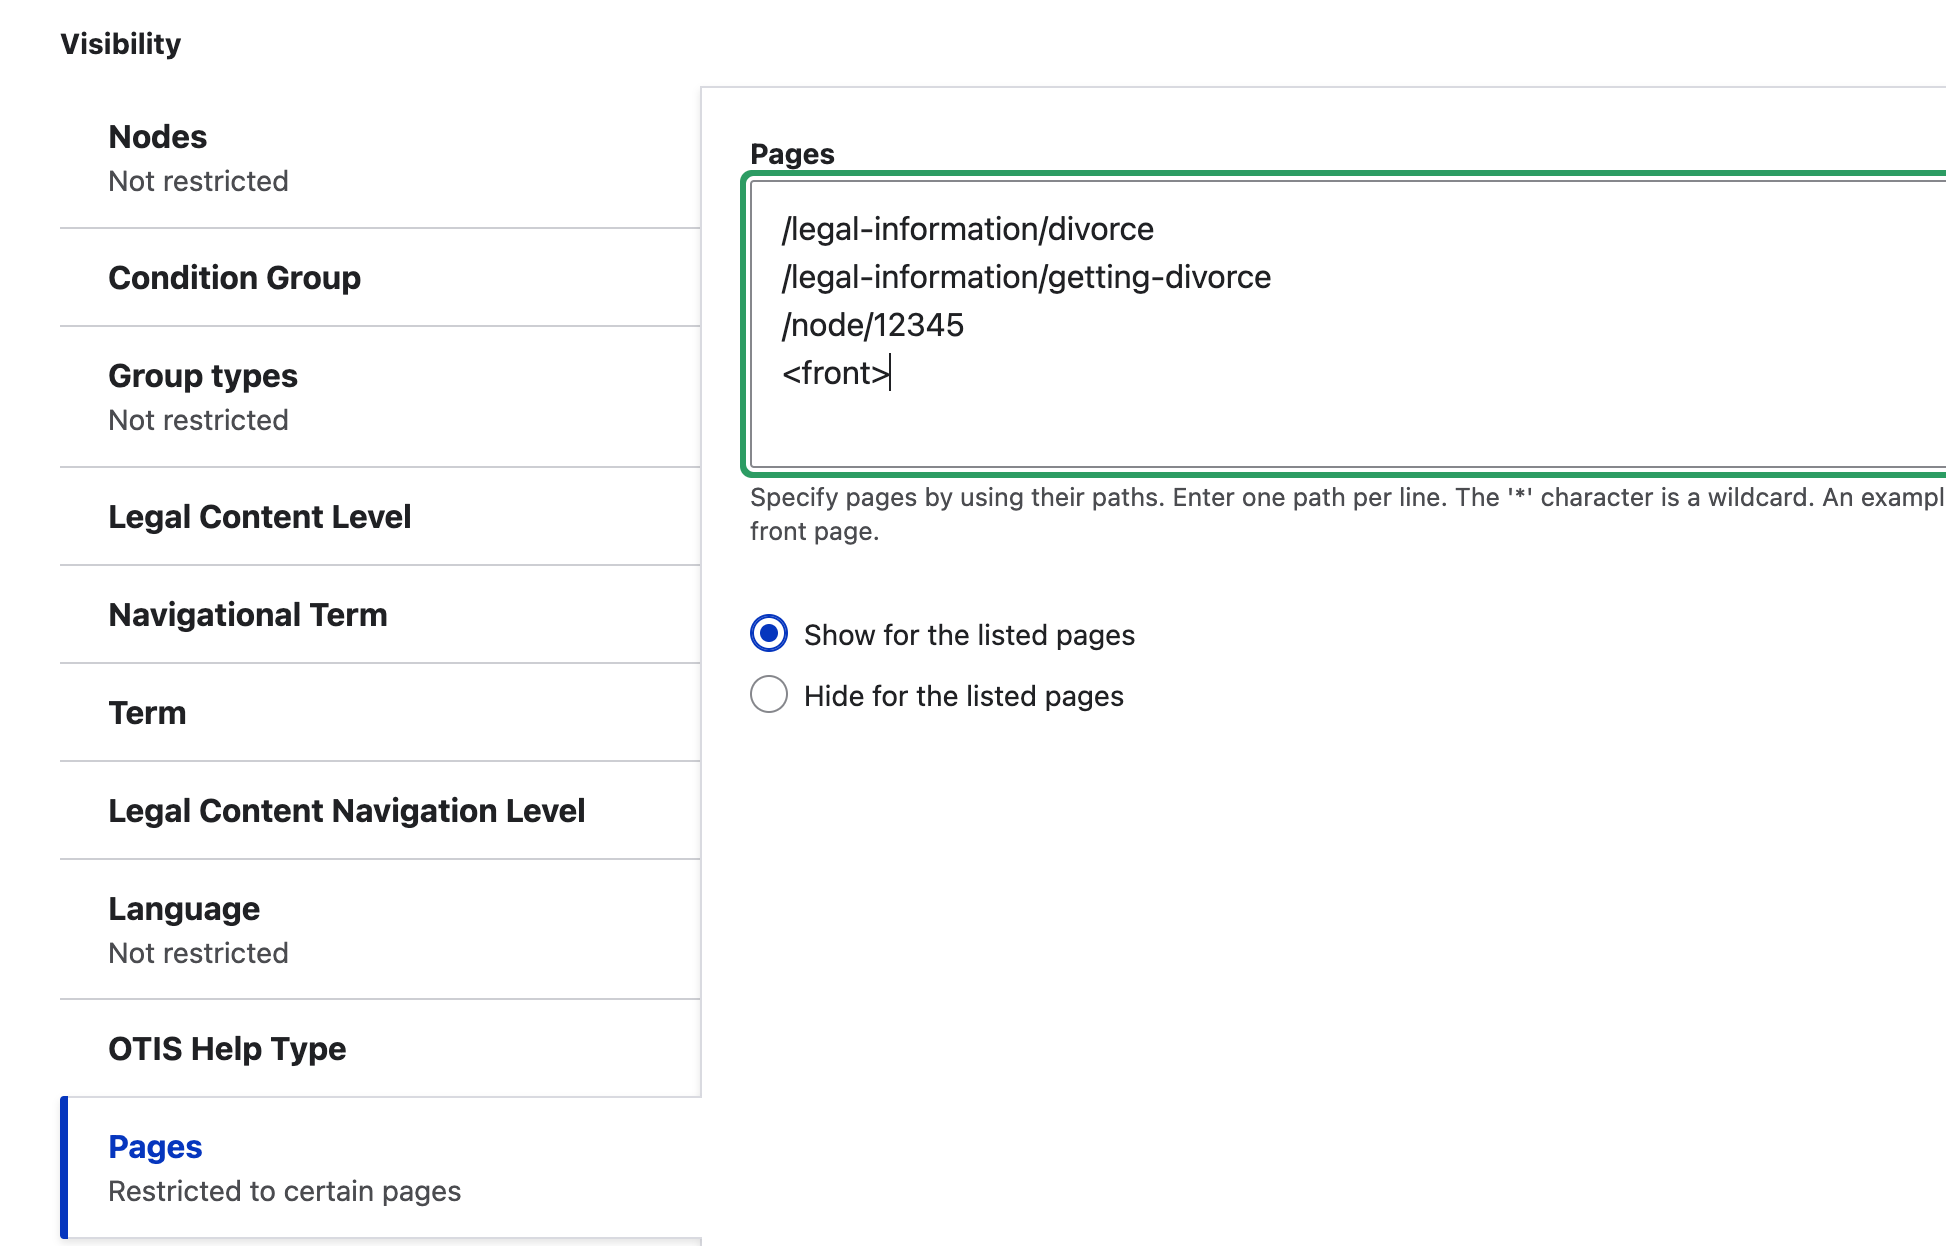 Visibility
Nodes
Not restricted
Condition Group
Group types
Not restricted
Legal Content Level
Navigational Term
Term
Legal Content Navigation Level
Language
Not restricted
OTIS Help Type
Pages
Restricted to certain pages
Pages
/legal-information/divorce
/legal-information/getting-divorce
/node/12345
<front>
Specify pages by using their paths. Enter one path per line. The '*' character is a wildcard. An exampl
front page.
Show for the listed pages
Hide for the listed pages